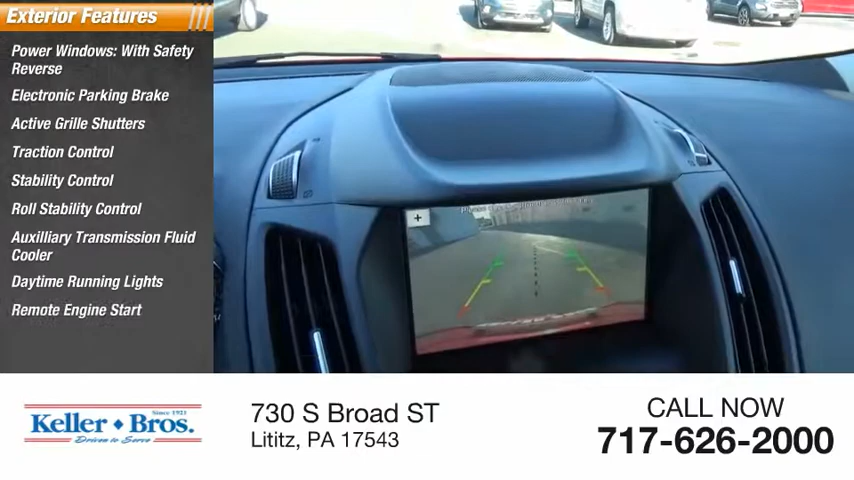 Exterior Features
Power Windows: With Safety
Reverse
Electronic Parking Brake
Active Grille Shutters
Traction Control
Stability Control
Roll Stability Control
Auxilliary Transmission Fluid
Cooler
Daytime Running Lights
Remote Engine Start
Since 1921
Keller Bros.
Driven to Serve
730 S Broad ST
Lititz, PA 17543
CALL NOW
717-626-2000